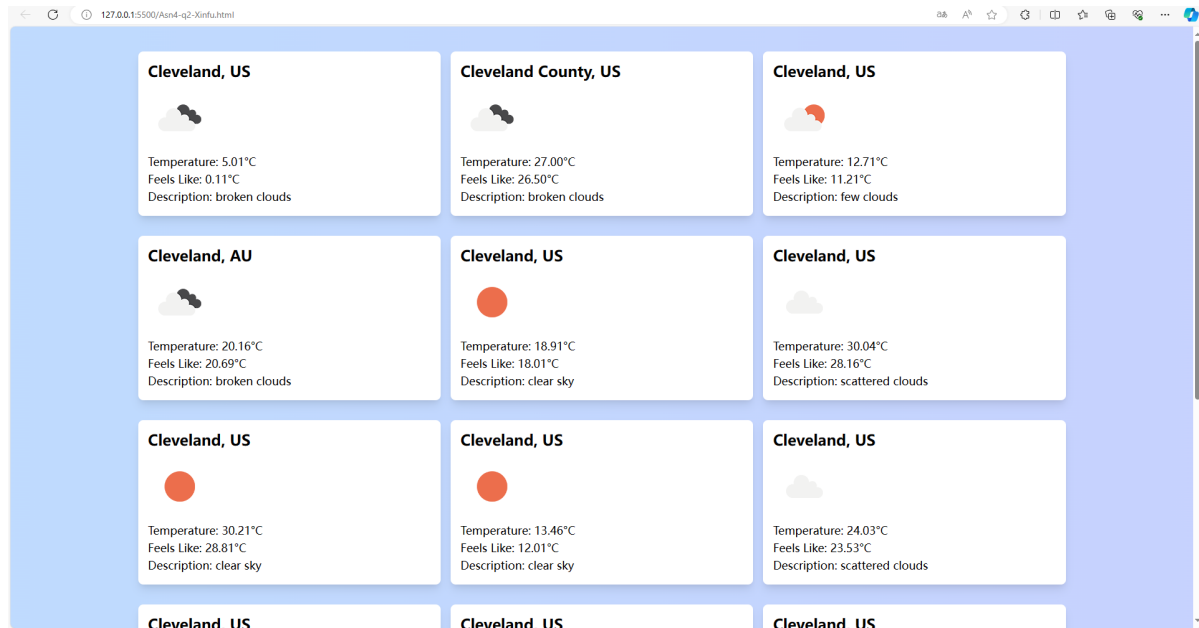 127.0.0.1:5500/Asn4-q2-Xinfu.html
Cleveland, US
Temperature: 5.01°C
Feels Like: 0.11°C
Description: broken clouds
Cleveland County, US
Temperature: 27.00°C
Feels Like: 26.50°C
Description: broken clouds
Cleveland, US
Temperature: 12.71°C
Feels Like: 11.21°C
Description: few clouds
Cleveland, AU
Temperature: 20.16°C
Feels Like: 20.69°C
Description: broken clouds
Cleveland, US
Temperature: 18.91°C
Feels Like: 18.01°C
Description: clear sky
Cleveland, US
Temperature: 30.04°C
Feels Like: 28.16°C
Description: scattered clouds
Cleveland, US
Temperature: 30.21°C
Feels Like: 28.81°C
Description: clear sky
Cleveland, US
Temperature: 13.46°C
Feels Like: 12.01°C
Description: clear sky
Cleveland, US
Temperature: 24.03°C
Feels Like: 23.53°C
Description: scattered clouds
Cleveland, US
Cleveland, US
Cleveland, US